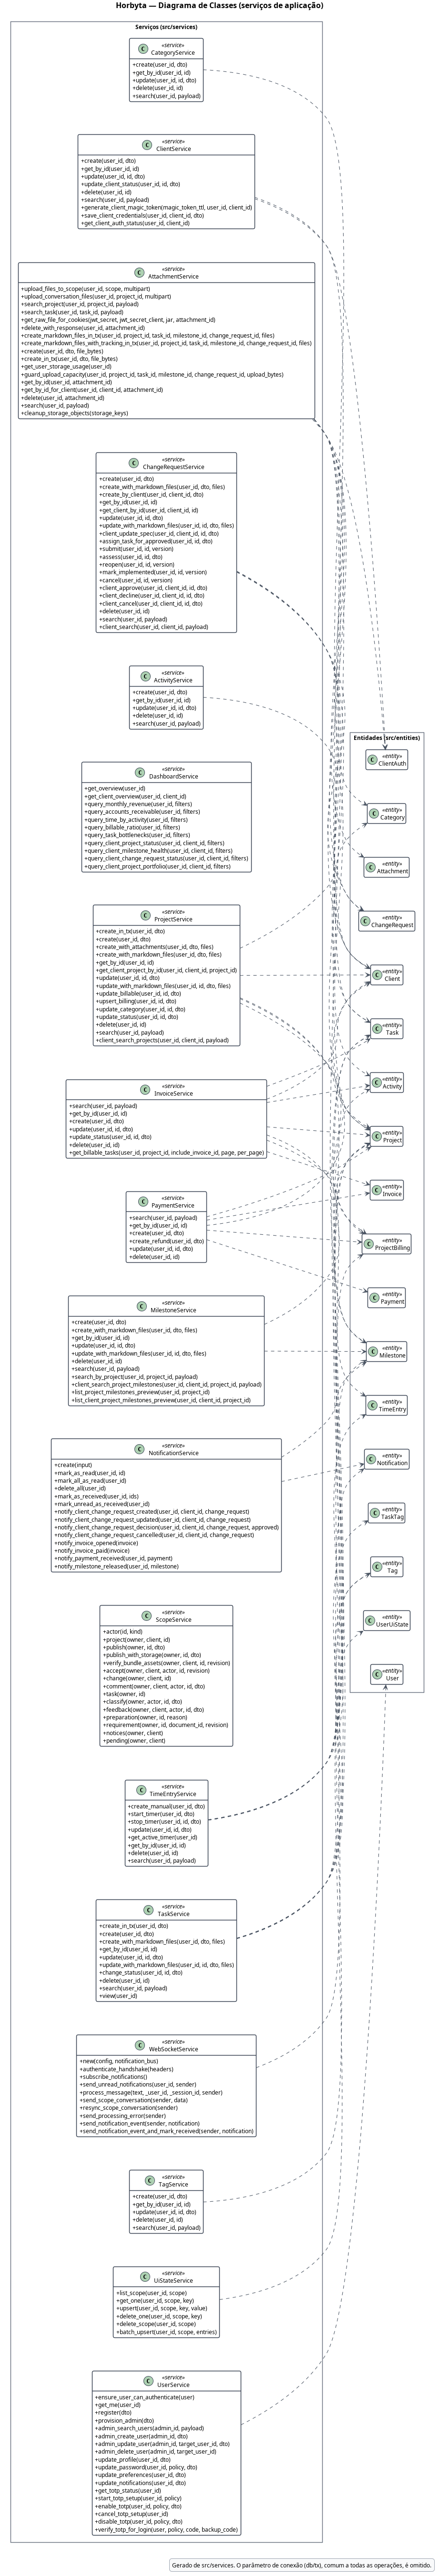 Horbyta — Diagrama de Classes (serviços de aplicação)
Serviços (src/services)
«service»
CategoryService
+create(user_id, dto)
+get_by_id(user_id, id)
+update(user_id, id, dto)
+delete(user_id, id)
+search(user_id, payload)
«service»
ClientService
+create(user_id, dto)
+get_by_id(user_id, id)
+update(user_id, id, dto)
+update_client_status(user_id, id, dto)
+delete(user_id, id)
+search(user_id, payload)
+generate_client_magic_token(magic_token_ttl, user_id, client_id)
+save_client_credentials(user_id, client_id, dto)
+get_client_auth_status(user_id, client_id)
«service»
AttachmentService
+upload_files_to_scope(user_id, scope, multipart)
+upload_conversation_files(user_id, project_id, multipart)
+search_project(user_id, project_id, payload)
+search_task(user_id, task_id, payload)
+get_raw_file_for_cookies(jwt_secret, jwt_secret_client, jar, attachment_id)
+delete_with_response(user_id, attachment_id)
+create_markdown_files_in_tx(user_id, project_id, task_id, milestone_id, change_request_id, files)
+create_markdown_files_with_tracking_in_tx(user_id, project_id, task_id, milestone_id, change_request_id, files)
+create(user_id, dto, file_bytes)
+create_in_tx(user_id, dto, file_bytes)
+get_user_storage_usage(user_id)
+guard_upload_capacity(user_id, project_id, task_id, milestone_id, change_request_id, upload_bytes)
+get_by_id(user_id, attachment_id)
+get_by_id_for_client(user_id, client_id, attachment_id)
+delete(user_id, attachment_id)
+search(user_id, payload)
+cleanup_storage_objects(storage_keys)
«service»
ChangeRequestService
+create(user_id, dto)
+create_with_markdown_files(user_id, dto, files)
+create_by_client(user_id, client_id, dto)
+get_by_id(user_id, id)
+get_client_by_id(user_id, client_id, id)
+update(user_id, id, dto)
+update_with_markdown_files(user_id, id, dto, files)
+client_update_spec(user_id, client_id, id, dto)
+assign_task_for_approved(user_id, id, dto)
+submit(user_id, id, version)
+assess(user_id, id, dto)
+reopen(user_id, id, version)
+mark_implemented(user_id, id, version)
+cancel(user_id, id, version)
+client_approve(user_id, client_id, id, dto)
+client_decline(user_id, client_id, id, dto)
+client_cancel(user_id, client_id, id, dto)
+delete(user_id, id)
+search(user_id, payload)
+client_search(user_id, client_id, payload)
«service»
ActivityService
+create(user_id, dto)
+get_by_id(user_id, id)
+update(user_id, id, dto)
+delete(user_id, id)
+search(user_id, payload)
«service»
DashboardService
+get_overview(user_id)
+get_client_overview(user_id, client_id)
+query_monthly_revenue(user_id, filters)
+query_accounts_receivable(user_id, filters)
+query_time_by_activity(user_id, filters)
+query_billable_ratio(user_id, filters)
+query_task_bottlenecks(user_id, filters)
+query_client_project_status(user_id, client_id, filters)
+query_client_milestone_health(user_id, client_id, filters)
+query_client_change_request_status(user_id, client_id, filters)
+query_client_project_portfolio(user_id, client_id, filters)
«service»
ProjectService
+create_in_tx(user_id, dto)
+create(user_id, dto)
+create_with_attachments(user_id, dto, files)
+create_with_markdown_files(user_id, dto, files)
+get_by_id(user_id, id)
+get_client_project_by_id(user_id, client_id, project_id)
+update(user_id, id, dto)
+update_with_markdown_files(user_id, id, dto, files)
+update_billable(user_id, id, dto)
+upsert_billing(user_id, id, dto)
+update_category(user_id, id, dto)
+update_status(user_id, id, dto)
+delete(user_id, id)
+search(user_id, payload)
+client_search_projects(user_id, client_id, payload)
«service»
InvoiceService
+search(user_id, payload)
+get_by_id(user_id, id)
+create(user_id, dto)
+update(user_id, id, dto)
+update_status(user_id, id, dto)
+delete(user_id, id)
+get_billable_tasks(user_id, project_id, include_invoice_id, page, per_page)
«service»
PaymentService
+search(user_id, payload)
+get_by_id(user_id, id)
+create(user_id, dto)
+create_refund(user_id, dto)
+update(user_id, id, dto)
+delete(user_id, id)
«service»
MilestoneService
+create(user_id, dto)
+create_with_markdown_files(user_id, dto, files)
+get_by_id(user_id, id)
+update(user_id, id, dto)
+update_with_markdown_files(user_id, id, dto, files)
+delete(user_id, id)
+search(user_id, payload)
+search_by_project(user_id, project_id, payload)
+client_search_project_milestones(user_id, client_id, project_id, payload)
+list_project_milestones_preview(user_id, project_id)
+list_client_project_milestones_preview(user_id, client_id, project_id)
«service»
NotificationService
+create(input)
+mark_as_read(user_id, id)
+mark_all_as_read(user_id)
+delete_all(user_id)
+mark_as_received(user_id, ids)
+mark_unread_as_received(user_id)
+notify_client_change_request_created(user_id, client_id, change_request)
+notify_client_change_request_updated(user_id, client_id, change_request)
+notify_client_change_request_decision(user_id, client_id, change_request, approved)
+notify_client_change_request_cancelled(user_id, client_id, change_request)
+notify_invoice_opened(invoice)
+notify_invoice_paid(invoice)
+notify_payment_received(user_id, payment)
+notify_milestone_released(user_id, milestone)
«service»
ScopeService
+actor(id, kind)
+project(owner, client, id)
+publish(owner, id, dto)
+publish_with_storage(owner, id, dto)
+verify_bundle_assets(owner, client, id, revision)
+accept(owner, client, actor, id, revision)
+change(owner, client, id)
+comment(owner, client, actor, id, dto)
+task(owner, id)
+classify(owner, actor, id, dto)
+feedback(owner, client, actor, id, dto)
+preparation(owner, id, reason)
+requirement(owner, id, document_id, revision)
+notices(owner, client)
+pending(owner, client)
«service»
TimeEntryService
+create_manual(user_id, dto)
+start_timer(user_id, dto)
+stop_timer(user_id, id, dto)
+update(user_id, id, dto)
+get_active_timer(user_id)
+get_by_id(user_id, id)
+delete(user_id, id)
+search(user_id, payload)
«service»
TaskService
+create_in_tx(user_id, dto)
+create(user_id, dto)
+create_with_markdown_files(user_id, dto, files)
+get_by_id(user_id, id)
+update(user_id, id, dto)
+update_with_markdown_files(user_id, id, dto, files)
+change_status(user_id, id, dto)
+delete(user_id, id)
+search(user_id, payload)
+view(user_id)
«service»
WebSocketService
+new(config, notification_bus)
+authenticate_handshake(headers)
+subscribe_notifications()
+send_unread_notifications(user_id, sender)
+process_message(text, _user_id, _session_id, sender)
+send_scope_conversation(sender, data)
+resync_scope_conversation(sender)
+send_processing_error(sender)
+send_notification_event(sender, notification)
+send_notification_event_and_mark_received(sender, notification)
«service»
TagService
+create(user_id, dto)
+get_by_id(user_id, id)
+update(user_id, id, dto)
+delete(user_id, id)
+search(user_id, payload)
«service»
UiStateService
+list_scope(user_id, scope)
+get_one(user_id, scope, key)
+upsert(user_id, scope, key, value)
+delete_one(user_id, scope, key)
+delete_scope(user_id, scope)
+batch_upsert(user_id, scope, entries)
«service»
UserService
+ensure_user_can_authenticate(user)
+get_me(user_id)
+register(dto)
+provision_admin(dto)
+admin_search_users(admin_id, payload)
+admin_create_user(admin_id, dto)
+admin_update_user(admin_id, target_user_id, dto)
+admin_delete_user(admin_id, target_user_id)
+update_profile(user_id, dto)
+update_password(user_id, policy, dto)
+update_preferences(user_id, dto)
+update_notifications(user_id, dto)
+get_totp_status(user_id)
+start_totp_setup(user_id, policy)
+enable_totp(user_id, policy, dto)
+cancel_totp_setup(user_id)
+disable_totp(user_id, policy, dto)
+verify_totp_for_login(user, policy, code, backup_code)
Entidades (src/entities)
«entity»
ClientAuth
«entity»
Category
«entity»
Attachment
«entity»
ChangeRequest
«entity»
Client
«entity»
Task
«entity»
Activity
«entity»
Project
«entity»
Invoice
«entity»
ProjectBilling
«entity»
Payment
«entity»
Milestone
«entity»
TimeEntry
«entity»
Notification
«entity»
TaskTag
«entity»
Tag
«entity»
UserUiState
«entity»
User
Gerado de src/services. O parâmetro de conexão (db/tx), comum a todas as operações, é omitido.